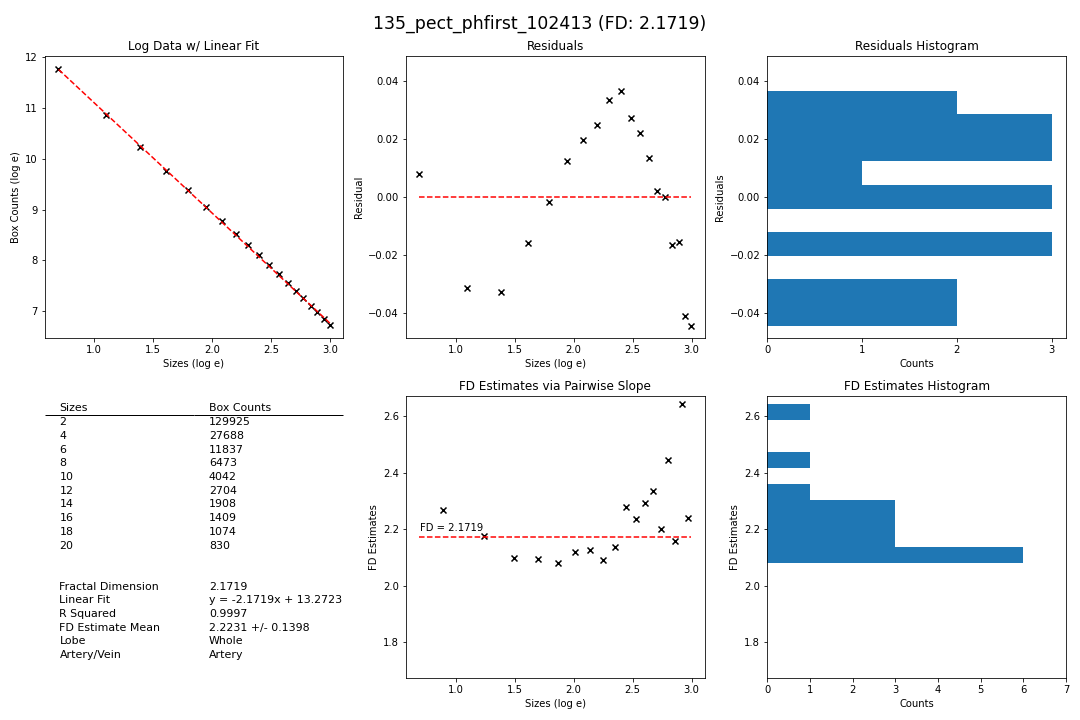 135_pect_phfirst_102413 (FD: 2.1719)
Log Data w/ Linear Fit
Box Counts (log e)
12
11
10
9
8
7
1.0 1.5 2.0 2.5 3.0
Sizes (log e)
Residuals
Residual
0.04
0.02
0.00
−0.02
−0.04
1.0 1.5 2.0 2.5 3.0
Sizes (log e)
Residuals Histogram
Residuals
0.04
0.02
0.00
−0.02
−0.04
0 1 2 3
Counts
Sizes Box Counts
2 129925
4 27688
6 11837
8 6473
10 4042
12 2704
14 1908
16 1409
18 1074
20 830
Fractal Dimension 2.1719
Linear Fit y = -2.1719x + 13.2723
R Squared 0.9997
FD Estimate Mean 2.2231 +/- 0.1398
Lobe Whole
Artery/Vein Artery
FD Estimates via Pairwise Slope
FD Estimates
2.6
2.4
2.2
2.0
1.8
FD = 2.1719
1.0 1.5 2.0 2.5 3.0
Sizes (log e)
FD Estimates Histogram
FD Estimates
2.6
2.4
2.2
2.0
1.8
0 1 2 3 4 5 6 7
Counts